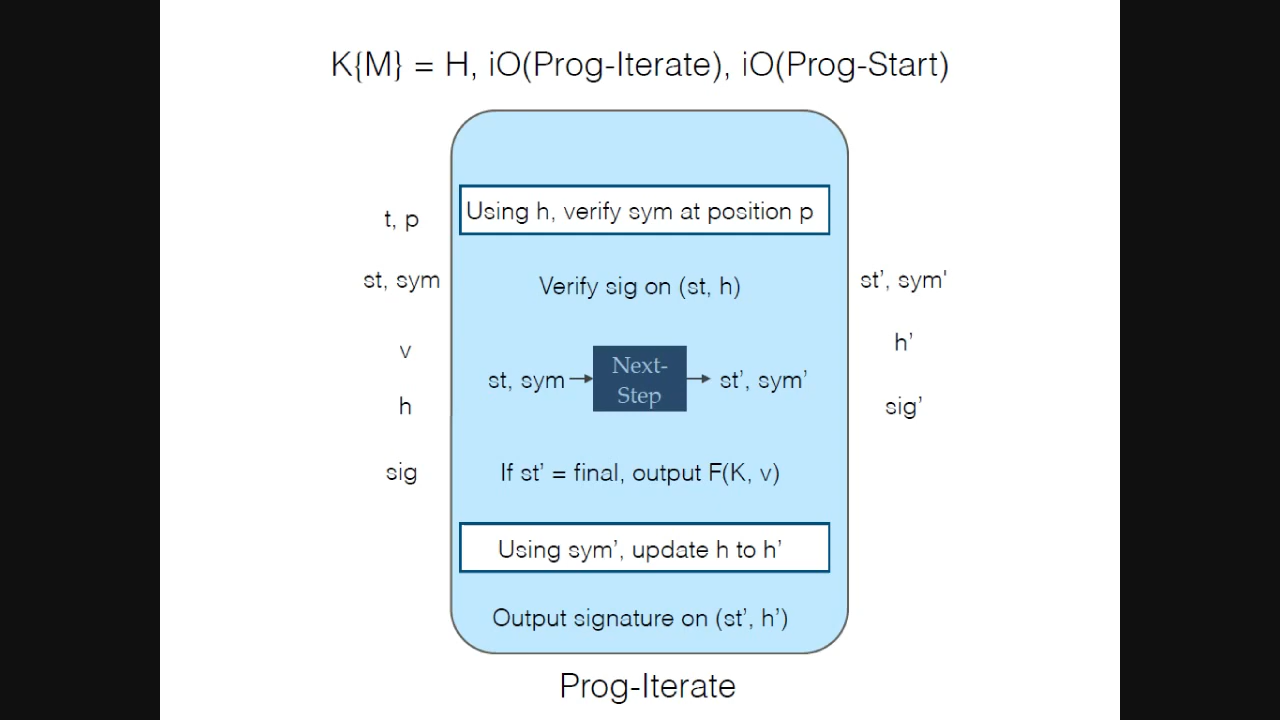 K{M} = H, iO(Prog-Iterate), iO(Prog-Start)
Using h, verify sym at position p
t, p
st, sym
Verify sig on (st, h)
st’, sym'
v
h’
st, sym
Next-
Step
st’, sym’
h
sig’
sig
If st’ = final, output F(K, v)
Using sym’, update h to h’
Output signature on (st’, h’)
Prog-Iterate